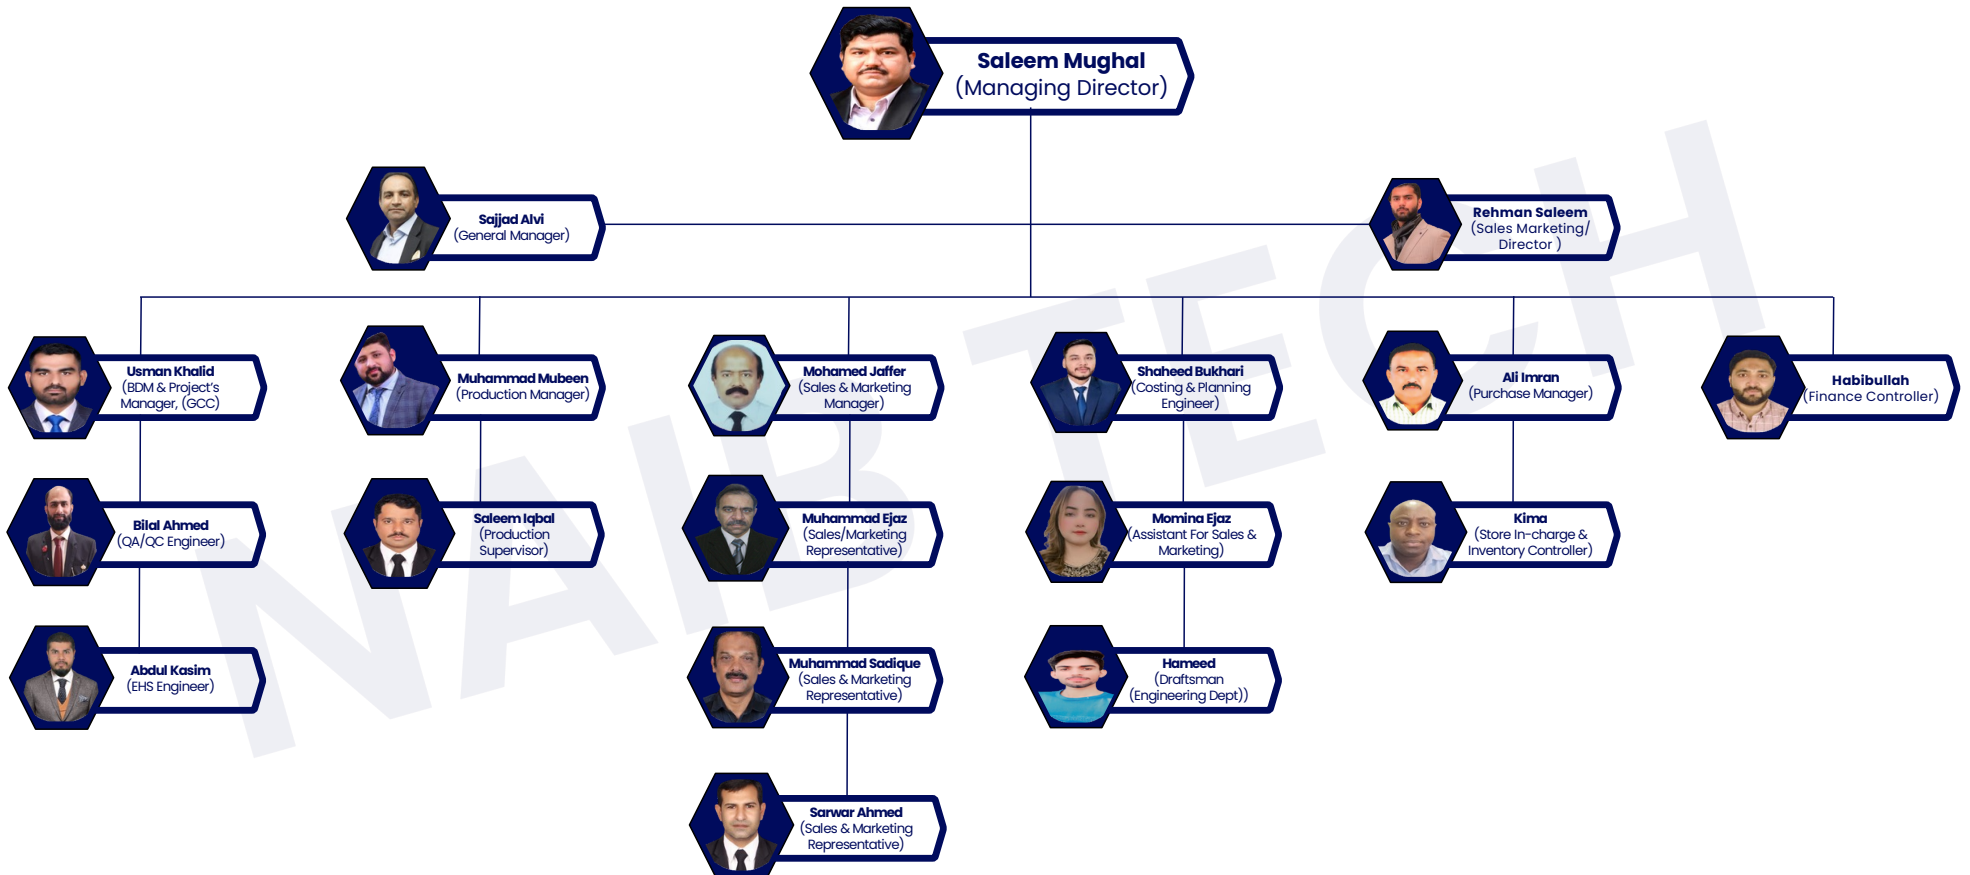 Saleem Mughal
(Managing Director)
Sajjad Alvi
(General Manager)
Rehman Saleem
(Sales Marketing/
Director )
Usman Khalid
(BDM & Project's
Manager, (GCC)
Muhammad Mubeen
(Production Manager)
Mohamed Jaffer
(Sales & Marketing
Manager)
Shaheed Bukhari
(Costing & Planning
Engineer)
Ali Imran
(Purchase Manager)
Habibullah
(Finance Controller)
Bilal Ahmed
(QA/QC Engineer)
Saleem Iqbal
(Production
Supervisor)
Muhammad Ejaz
(Sales/Marketing
Representative)
Momina Ejaz
(Assistant For Sales &
Marketing)
Kima
(Store In-charge &
Inventory Controller)
Abdul Kasim
(EHS Engineer)
Muhammad Sadique
(Sales & Marketing
Representative)
Hameed
(Draftsman
(Engineering Dept))
Sarwar Ahmed
(Sales & Marketing
Representative)
NAIB TECH